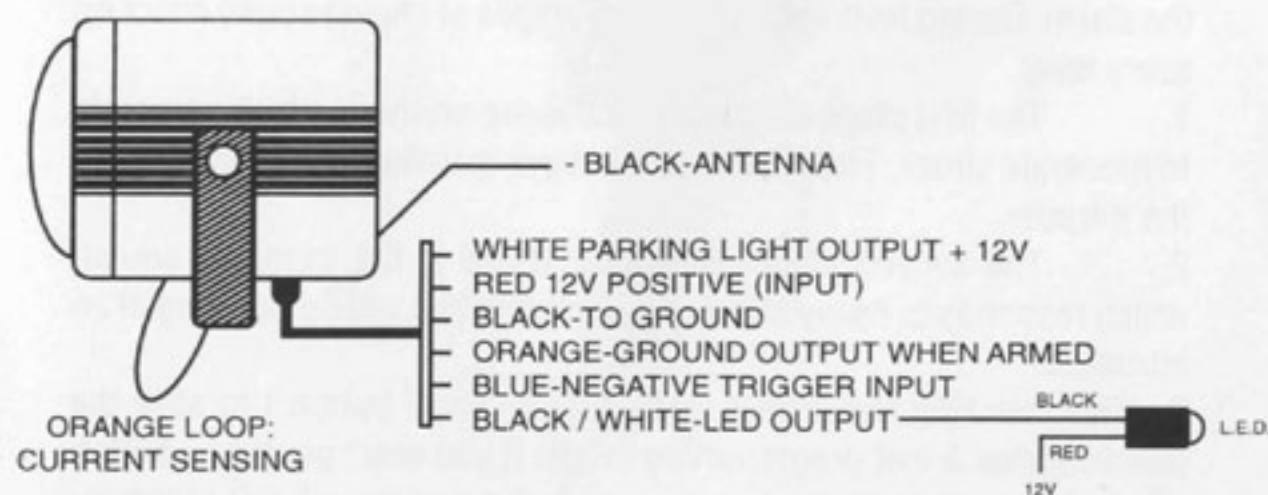 - BLACK-ANTENNA
WHITE PARKING LIGHT OUTPUT + 12V
RED 12V POSITIVE (INPUT)
BLACK-TO GROUND
ORANGE-GROUND OUTPUT WHEN ARMED
BLUE-NEGATIVE TRIGGER INPUT
BLACK / WHITE-LED OUTPUT
BLACK
L.E.D.
RED
12V
ORANGE LOOP:
CURRENT SENSING